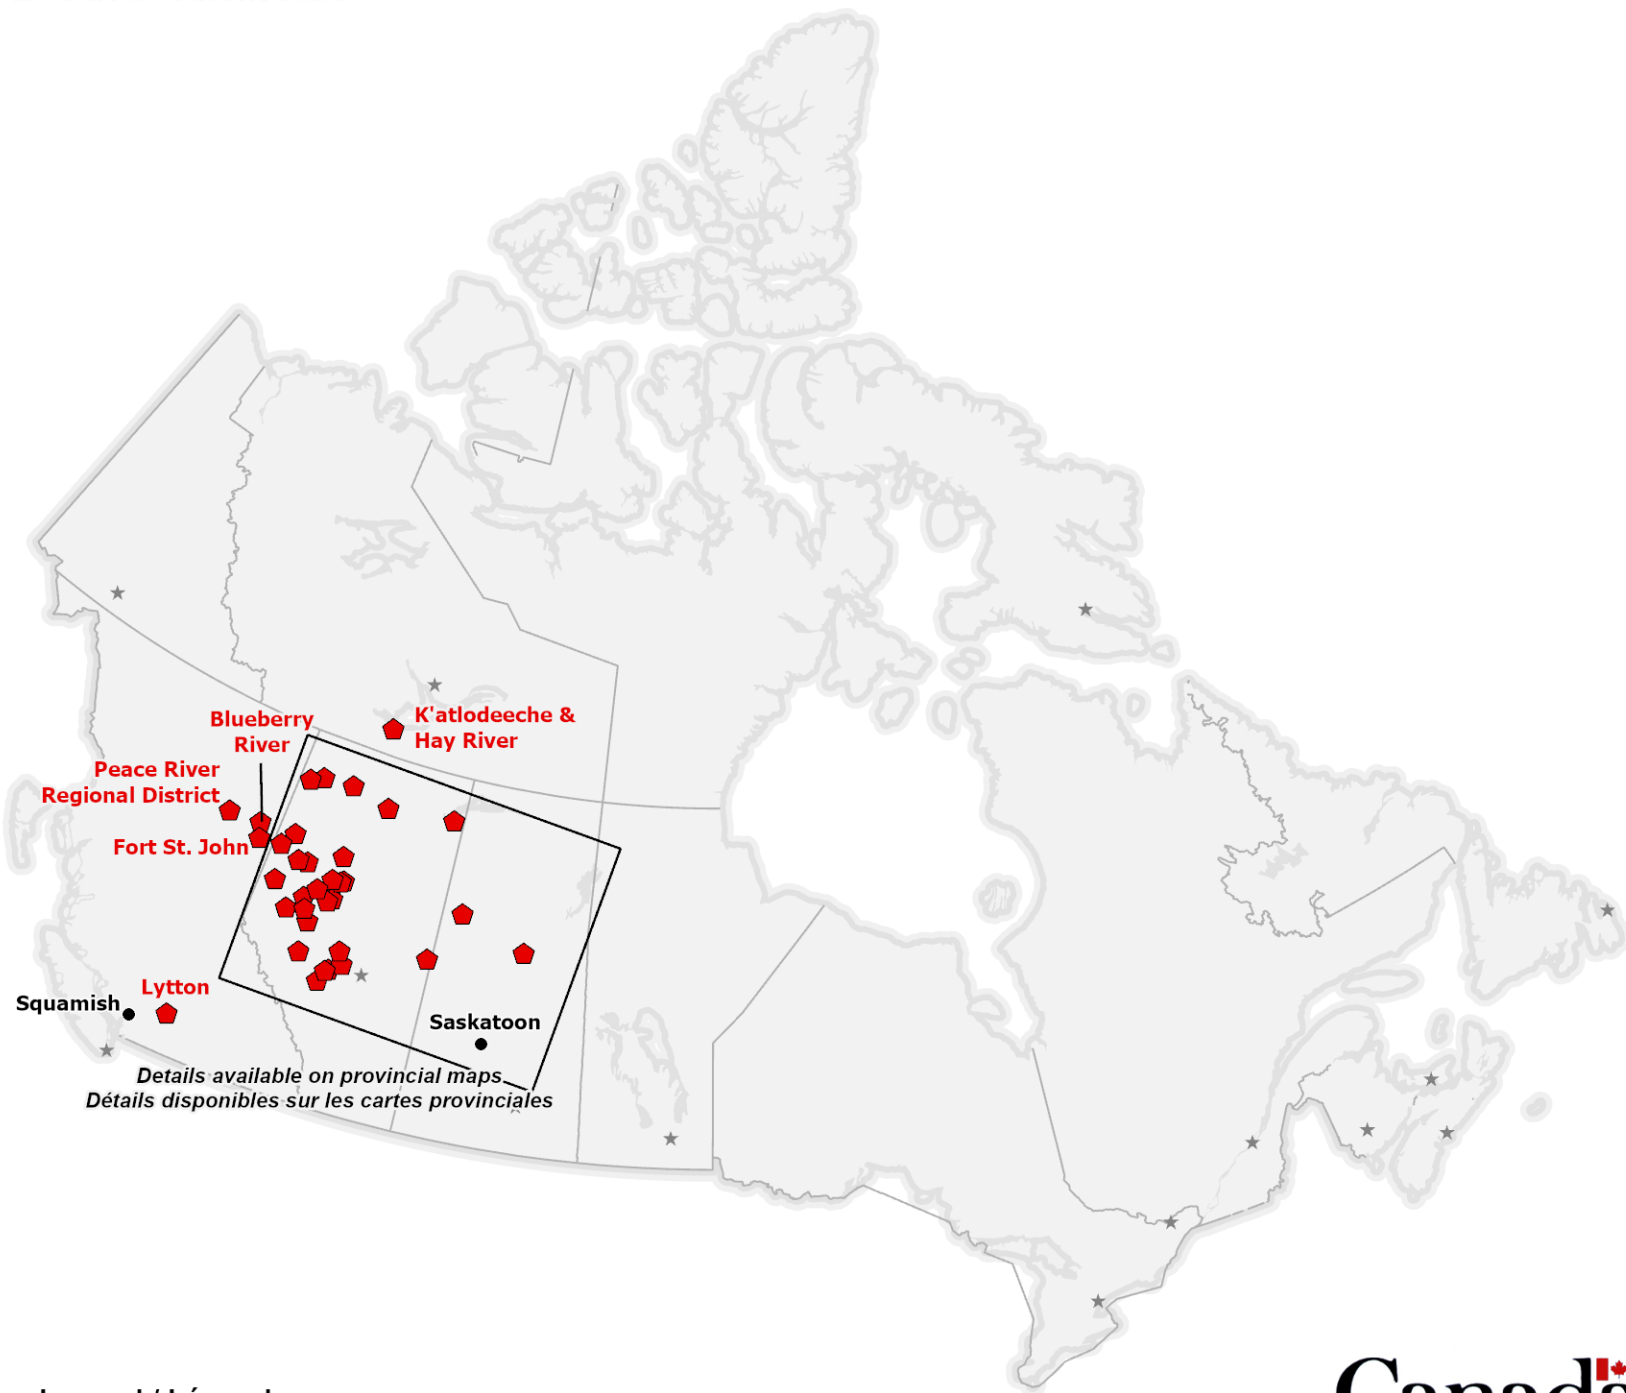 Blueberry
River
K'atlodeeche &
Hay River
Peace River
Regional District
Fort St. John
Lytton
Squamish
Saskatoon
Details available on provincial maps
Détails disponibles sur les cartes provinciales